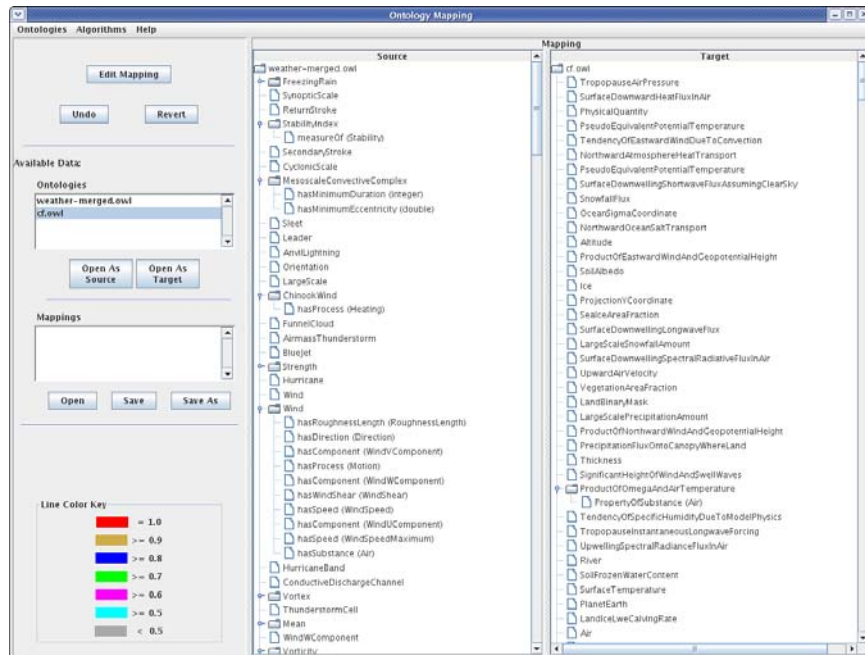 Ontology Mapping
Ontologies Algorithms Help
Edit Mapping
Undo Revert
Available Data:
Ontologies
weather-merged.owl
cf.owl
Open As Source
Open As Target
Mappings
Open Save Save As
Line Color Key
= 1.0
>= 0.9
>= 0.8
>= 0.7
>= 0.6
>= 0.5
< 0.5
Mapping
Source
weather-merged.owl
FreezingRain
SynopticScale
ReturnStroke
StabilityIndex
measureOf (Stability)
SecondaryStroke
CyclonicScale
MesoscaleConvectiveComplex
hasMinimumDuration (integer)
hasMinimumEccentricity (double)
Sleet
Leader
AnvilLightning
Orientation
LargeScale
ChinookWind
hasProcess (Heating)
FunnelCloud
AirmassThunderstorm
BlueJet
Strength
Hurricane
Wind
Wind
hasRoughnessLength (RoughnessLength)
hasDirection (Direction)
hasComponent (WindVComponent)
hasProcess (Motion)
hasComponent (WindWComponent)
hasWindShear (WindShear)
hasSpeed (WindSpeed)
hasComponent (WindUComponent)
hasSpeed (WindSpeedMaximum)
hasSubstance (Air)
HurricaneBand
ConductiveDischargeChannel
Vortex
ThunderstormCell
Mean
WindWComponent
Vorticity
Target
cf.owl
TropopauseAirPressure
SurfaceDownwardHeatFluxInAir
PhysicalQuantity
PseudoEquivalentPotentialTemperature
TendencyOfEastwardWindDueToConvection
NorthwardAtmosphereHeatTransport
PseudoEquivalentPotentialTemperature
SurfaceDownwellingShortwaveFluxAssumingClearSky
SnowfallFlux
OceanSigmaCoordinate
NorthwardOceanSaltTransport
Altitude
ProductOfEastwardWindAndGeopotentialHeight
SoilAlbedo
Ice
ProjectionYCoordinate
SeaIceAreaFraction
SurfaceDownwellingLongwaveFlux
LargeScaleSnowfallAmount
SurfaceDownwellingSpectralRadiativeFluxInAir
UpwardAirVelocity
VegetationAreaFraction
LandBinaryMask
LargeScalePrecipitationAmount
ProductOfNorthwardWindAndGeopotentialHeight
PrecipitationFluxOntoCanopyWhereLand
Thickness
SignificantHeightOfWindAndSwellWaves
ProductOfOmegaAndAirTemperature
PropertyOfSubstance (Air)
TendencyOfSpecificHumidityDueToModelPhysics
TropopauseInstantaneousLongwaveForcing
UpwellingSpectralRadianceFluxInAir
River
SoilFrozenWaterContent
SurfaceTemperature
PlanetEarth
LandIceLweCalvingRate
Air